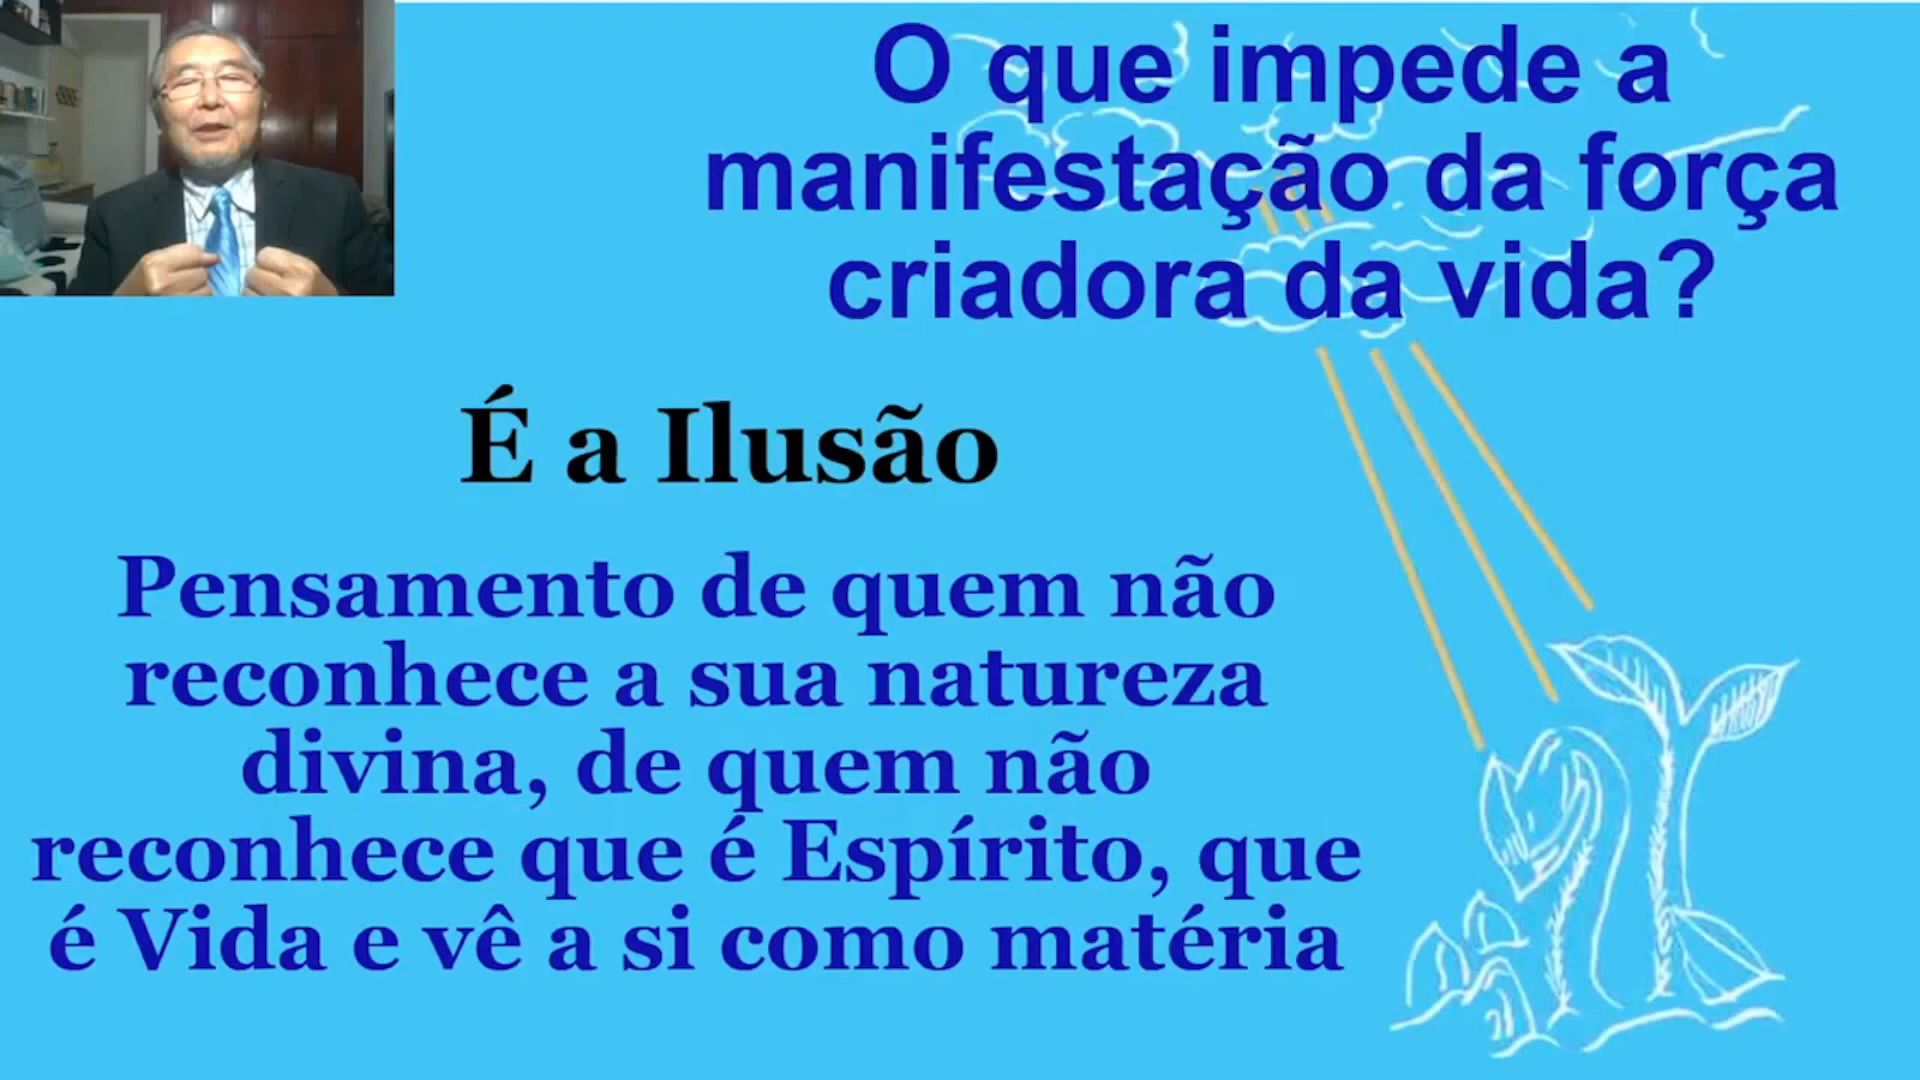 O que impede a
manifestação da força
criadora da vida?
É a Ilusão
Pensamento de quem não
reconhece a sua natureza
divina, de quem não
reconhece que é Espírito, que
é Vida e vê a si como matéria